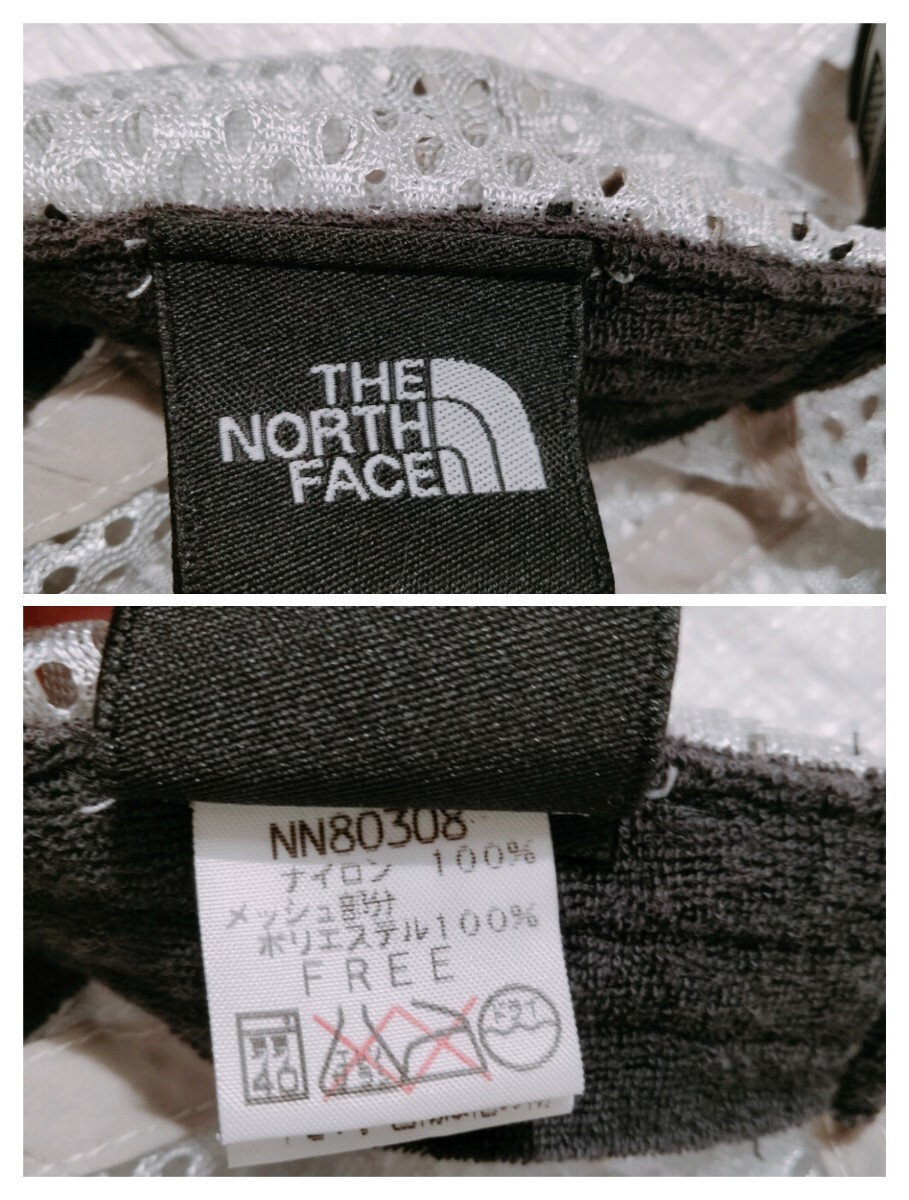 THE
NORTH
FACE
NN80308
ナイロン 100%
メッシュ部分
ポリエステル100%
FREE
40
ドライ